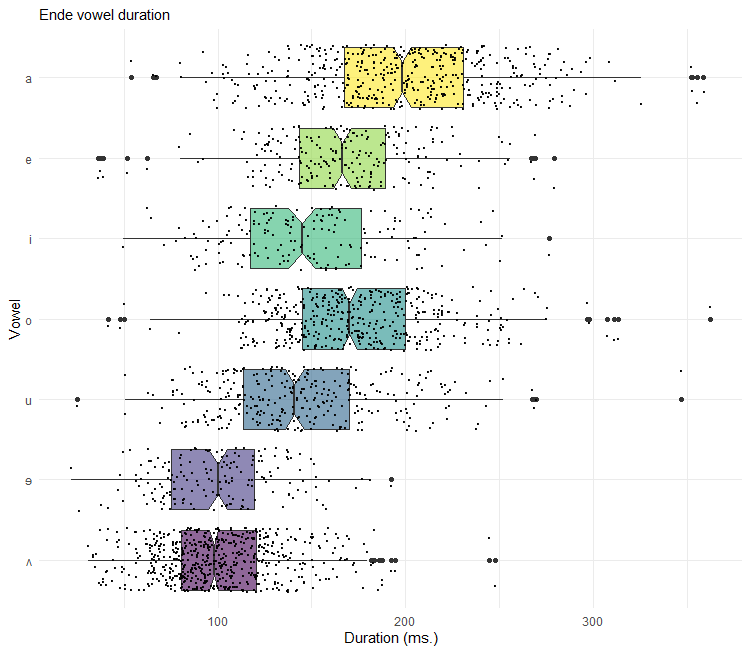 Ende vowel duration
a
e
i
o
u
ɘ
ʌ
Vowel
100 200 300
Duration (ms.)